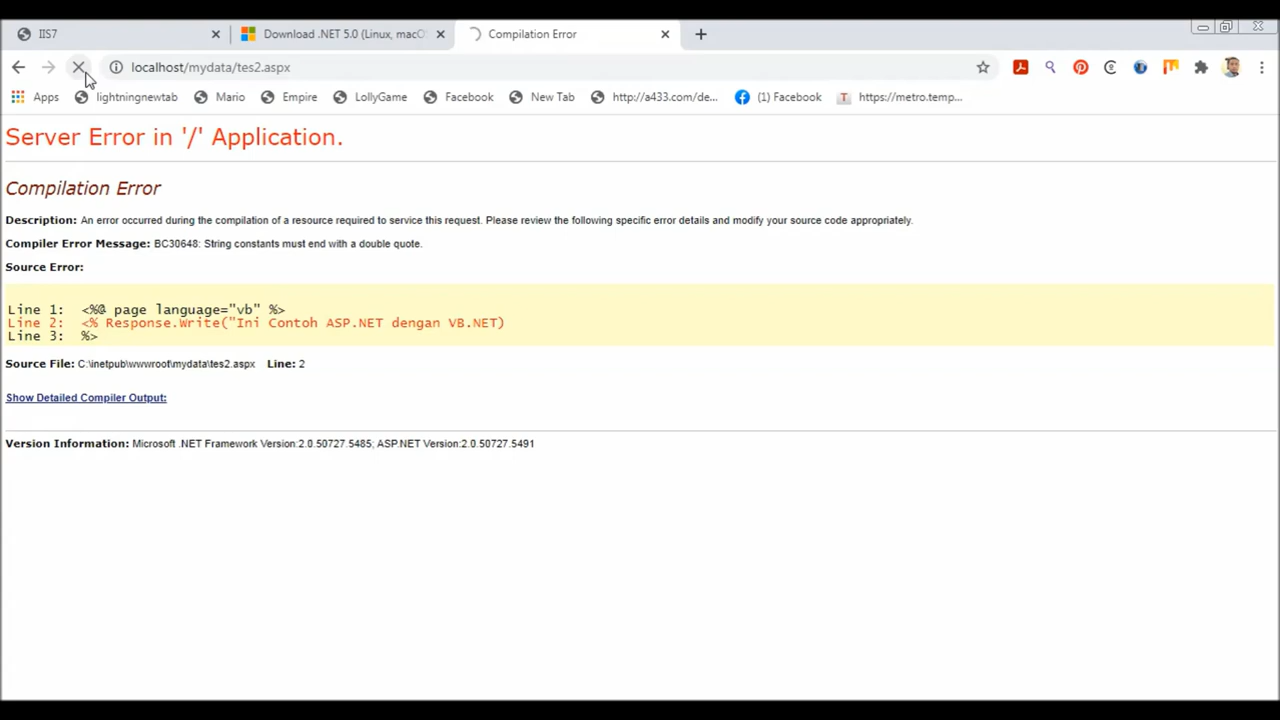 IIS7
Download .NET 5.0 (Linux, macO
Compilation Error
localhost/mydata/tes2.aspx
Apps lightningnewtab Mario Empire LollyGame Facebook New Tab http://a433.com/de... (1) Facebook https://metro.temp...
Server Error in '/' Application.
Compilation Error
Description: An error occurred during the compilation of a resource required to service this request. Please review the following specific error details and modify your source code appropriately.
Compiler Error Message: BC30648: String constants must end with a double quote.
Source Error:
Line 1: <%@ page language="vb" %>
Line 2: <% Response.Write("Ini Contoh ASP.NET dengan VB.NET)
Line 3: %>
Source File: C:\inetpub\wwwroot\mydata\tes2.aspx Line: 2
Show Detailed Compiler Output:
Version Information: Microsoft .NET Framework Version:2.0.50727.5485; ASP.NET Version:2.0.50727.5491